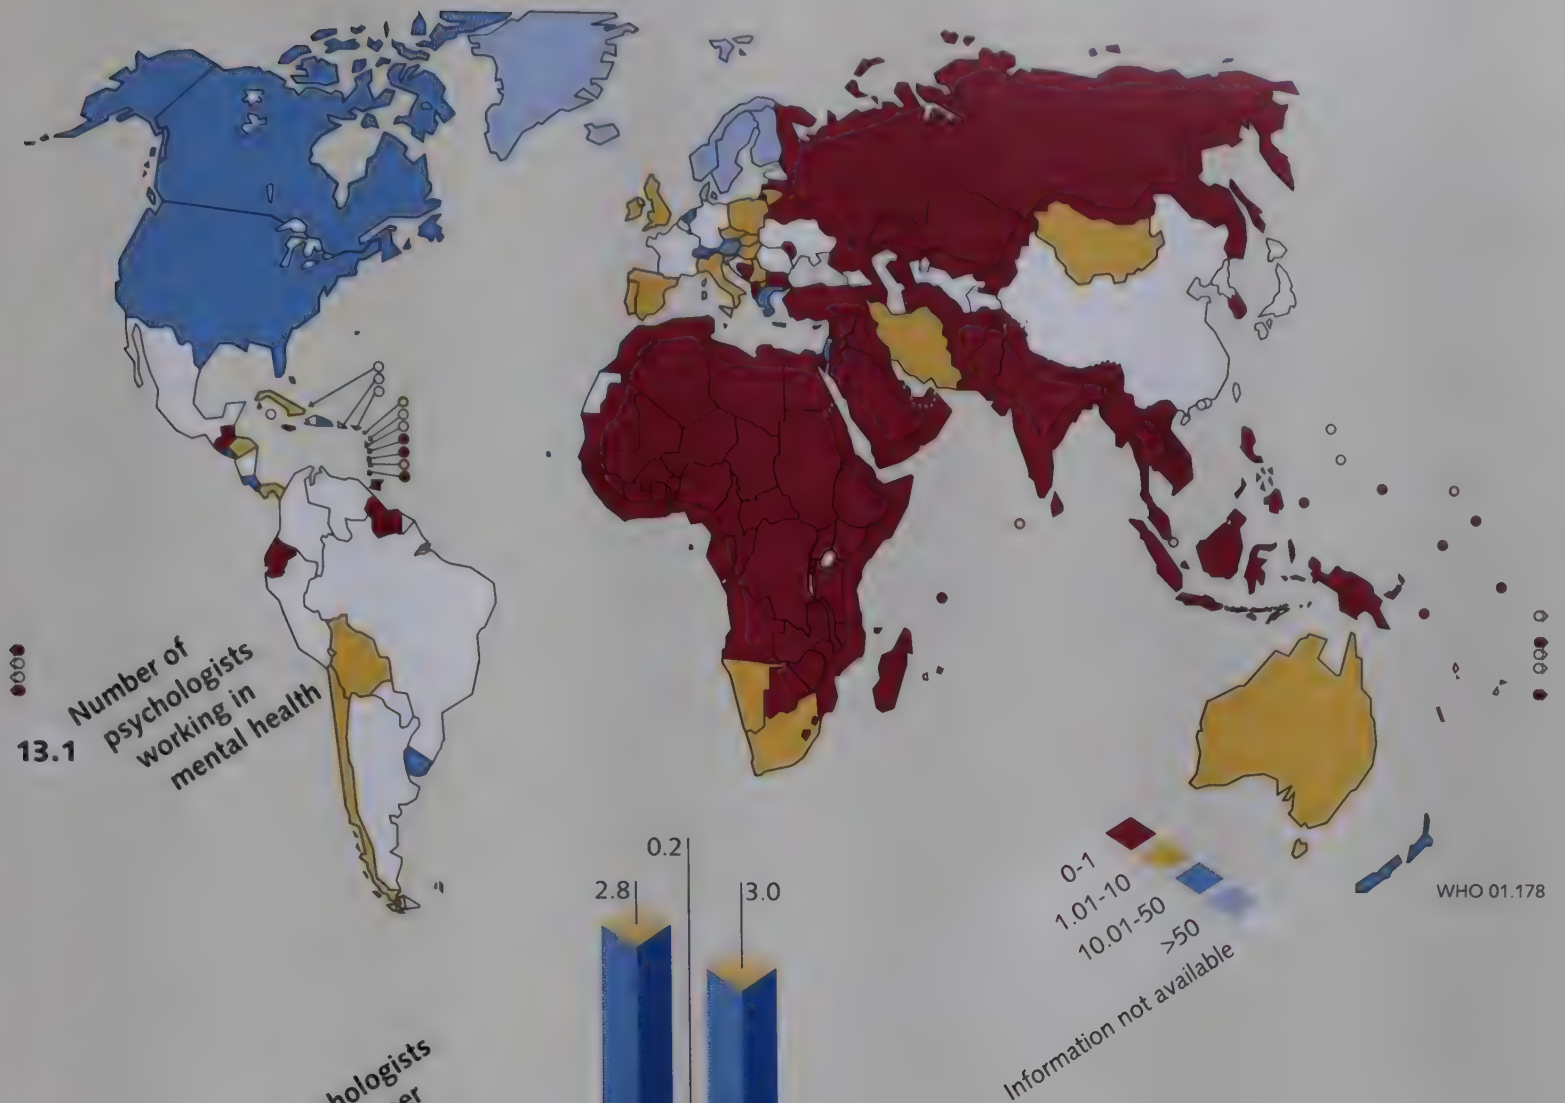 13.1
Number of
psychologists
working in
mental health
0-1
1.01-10
10.01-50
>50
Information not available
WHO 01.178
0.2
2.8
3.0